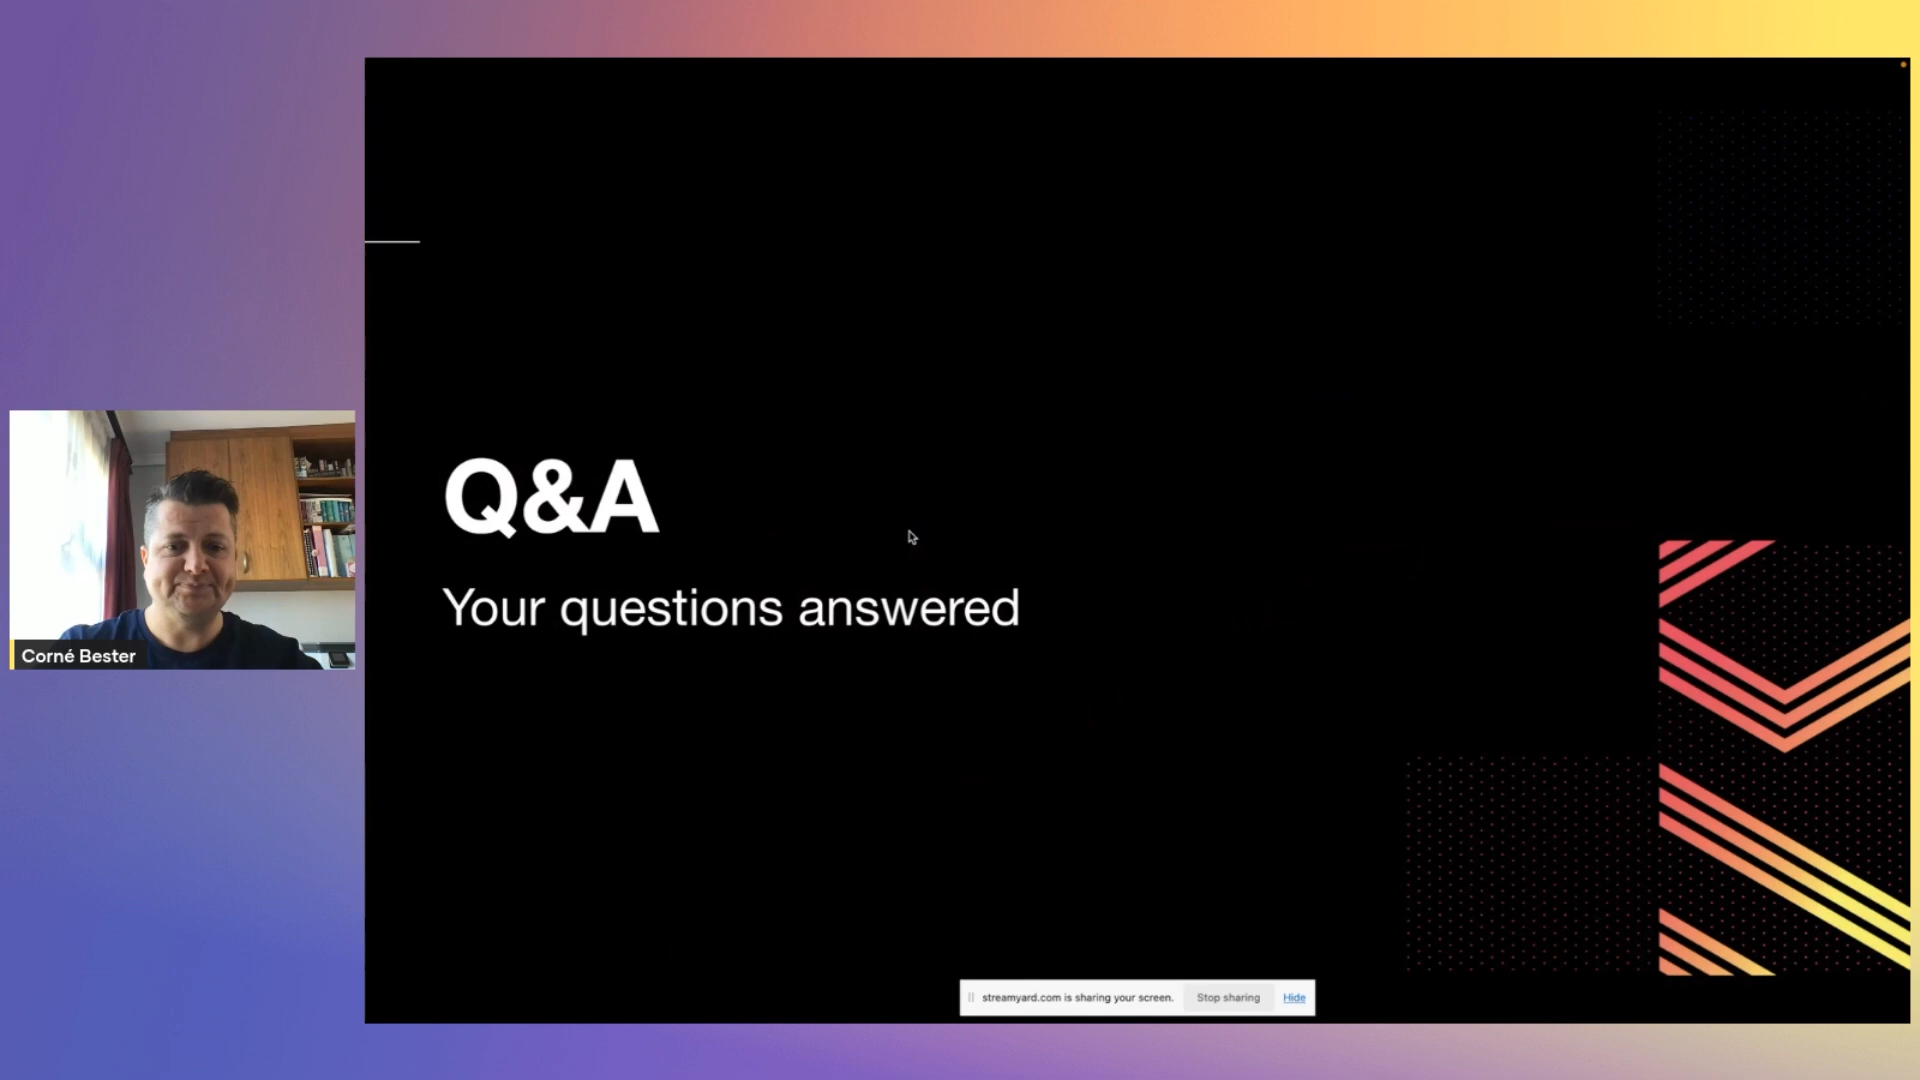 Q&A
Your questions answered
Corné Bester
streamyard.com is sharing your screen. Stop sharing Hide